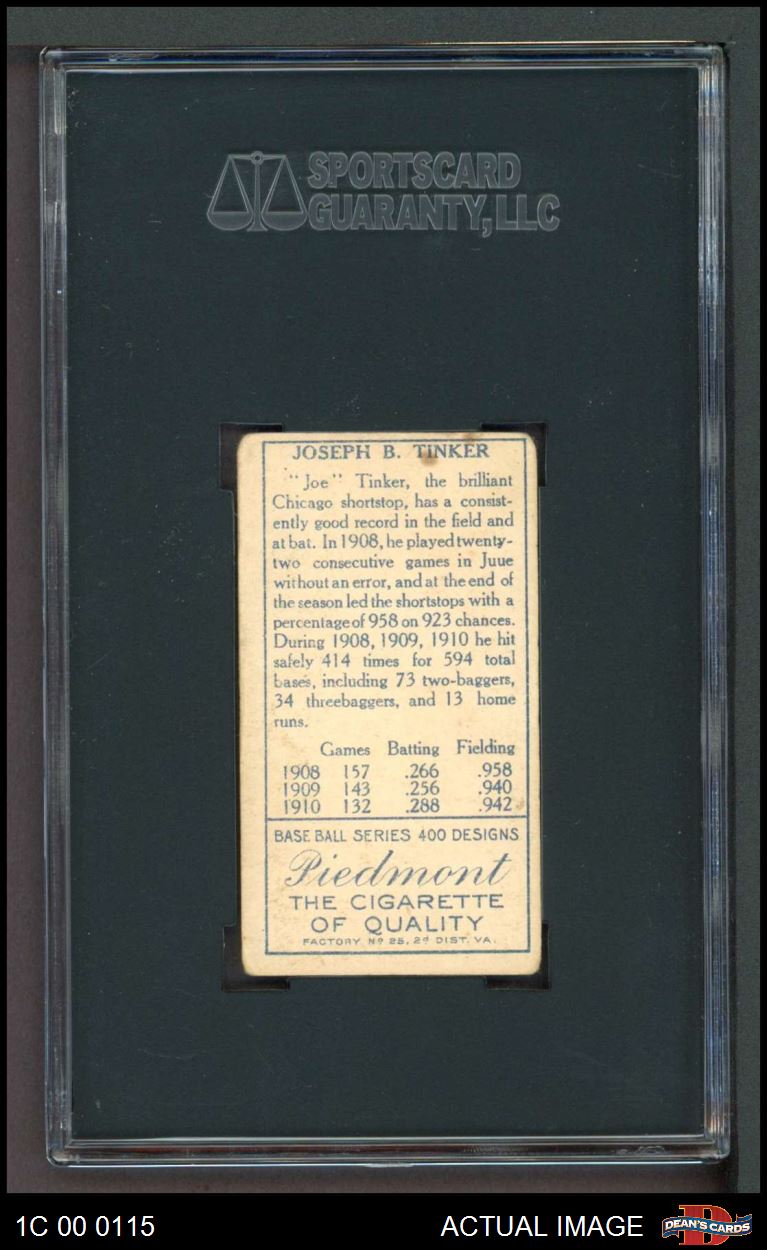 SPORTSCARD
GUARANTY, LLC
JOSEPH B. TINKER
"Joe" Tinker, the brilliant
Chicago shortstop, has a consist-
ently good record in the field and
at bat. In 1908, he played twenty-
two consecutive games in Juue
without an error, and at the end of
the season led the shortstops with a
percentage of 958 on 923 chances.
During 1908, 1909, 1910 he hit
safely 414 times for 594 total
bases, including 73 two-baggers,
34 threebaggers, and 13 home
runs.
Games Batting Fielding
1908 157 .266 .958
1909 143 .256 .940
1910 132 .288 .942
BASE BALL SERIES 400 DESIGNS
Piedmont
THE CIGARETTE
OF QUALITY
FACTORY Nº 25, 2ᵈ DIST. VA.
1C 00 0115 ACTUAL IMAGE DEAN'S CARDS